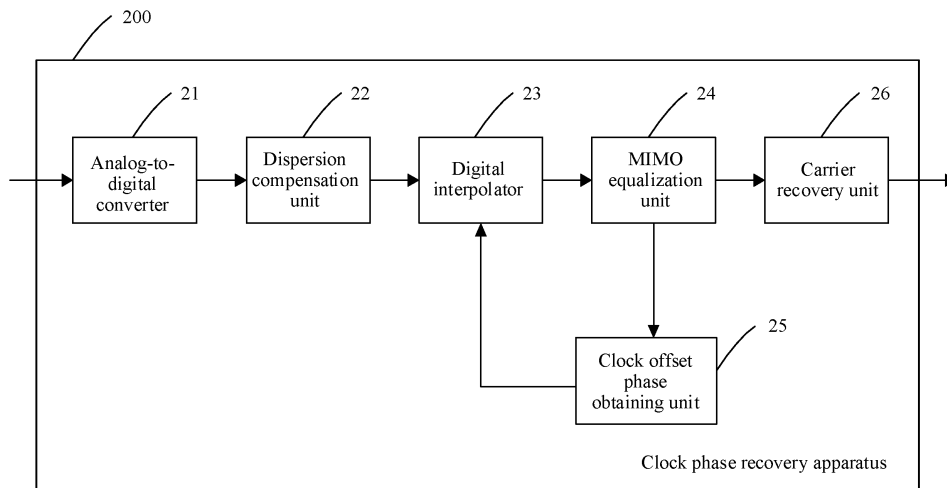 200
21
22
23
24
26
Analog-to-
digital
converter
Dispersion
compensation
unit
Digital
interpolator
MIMO
equalization
unit
Carrier
recovery unit
25
Clock offset
phase
obtaining unit
Clock phase recovery apparatus